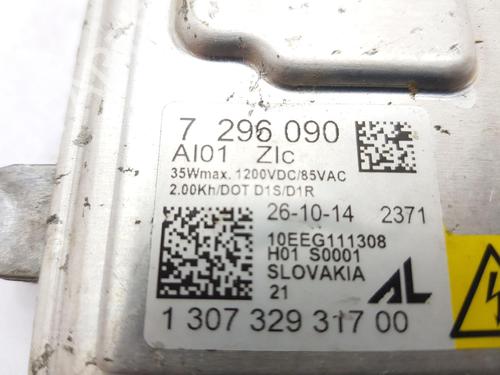 7 296 090
AI01 ZIc
35Wmax. 1200VDC/85VAC
2.00Kh/DOT D1S/D1R
26-10-14 2371
10EEG111308
H01 S0001
SLOVAKIA
21
AL
1 307 329 317 00